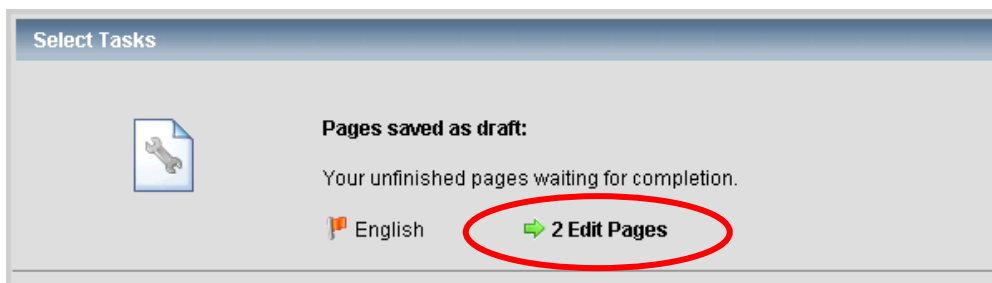 Select Tasks
Pages saved as draft:
Your unfinished pages waiting for completion.
English 2 Edit Pages